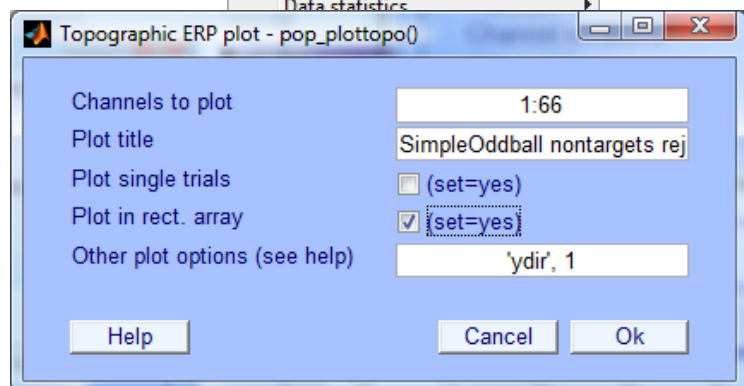 Data statistics
Topographic ERP plot - pop_plottopo()
Channels to plot 1:66
Plot title SimpleOddball nontargets rej
Plot single trials (set=yes)
Plot in rect. array (set=yes)
Other plot options (see help) 'ydir', 1
Help Cancel Ok